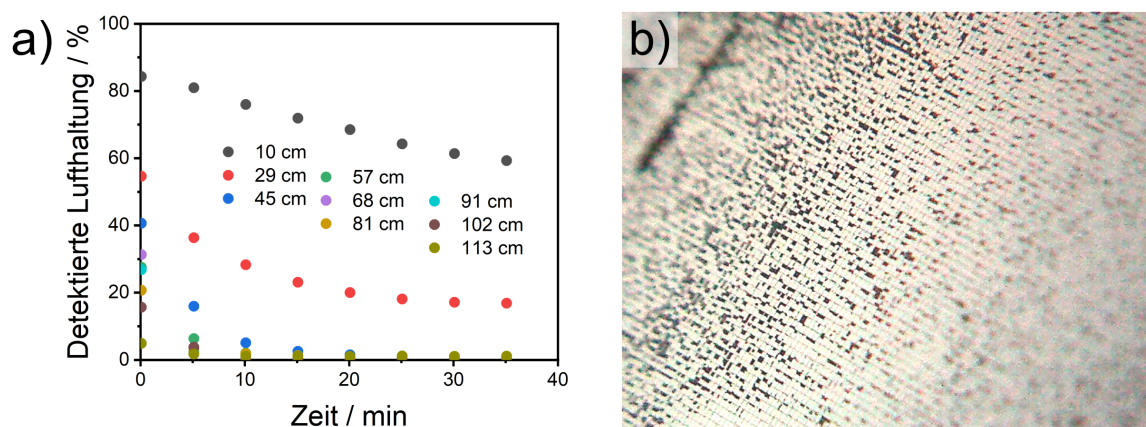 a)
Detektierte Lufthaltung / %
100
80
60
40
20
0
10 cm
29 cm
45 cm
57 cm
68 cm
81 cm
91 cm
102 cm
113 cm
0 10 20 30 40
Zeit / min
b)